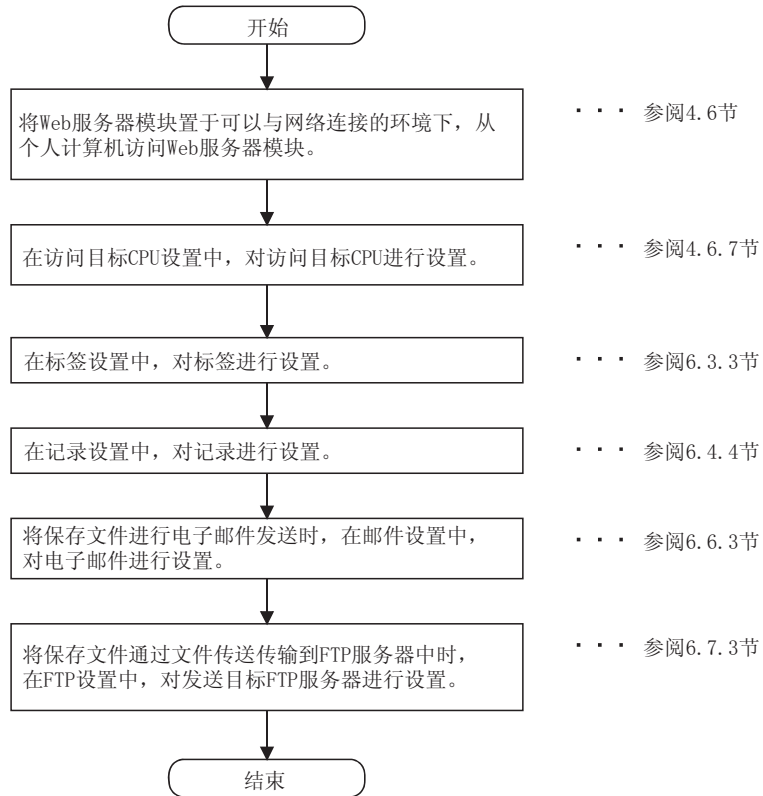 开始
将Web服务器模块置于可以与网络连接的环境下，从
个人计算机访问Web服务器模块。
··· 参阅4.6节
在访问目标CPU设置中，对访问目标CPU进行设置。
··· 参阅4.6.7节
在标签设置中，对标签进行设置。
··· 参阅6.3.3节
在记录设置中，对记录进行设置。
··· 参阅6.4.4节
将保存文件进行电子邮件发送时，在邮件设置中，
对电子邮件进行设置。
··· 参阅6.6.3节
将保存文件通过文件传送传输到FTP服务器中时，
在FTP设置中，对发送目标FTP服务器进行设置。
··· 参阅6.7.3节
结束